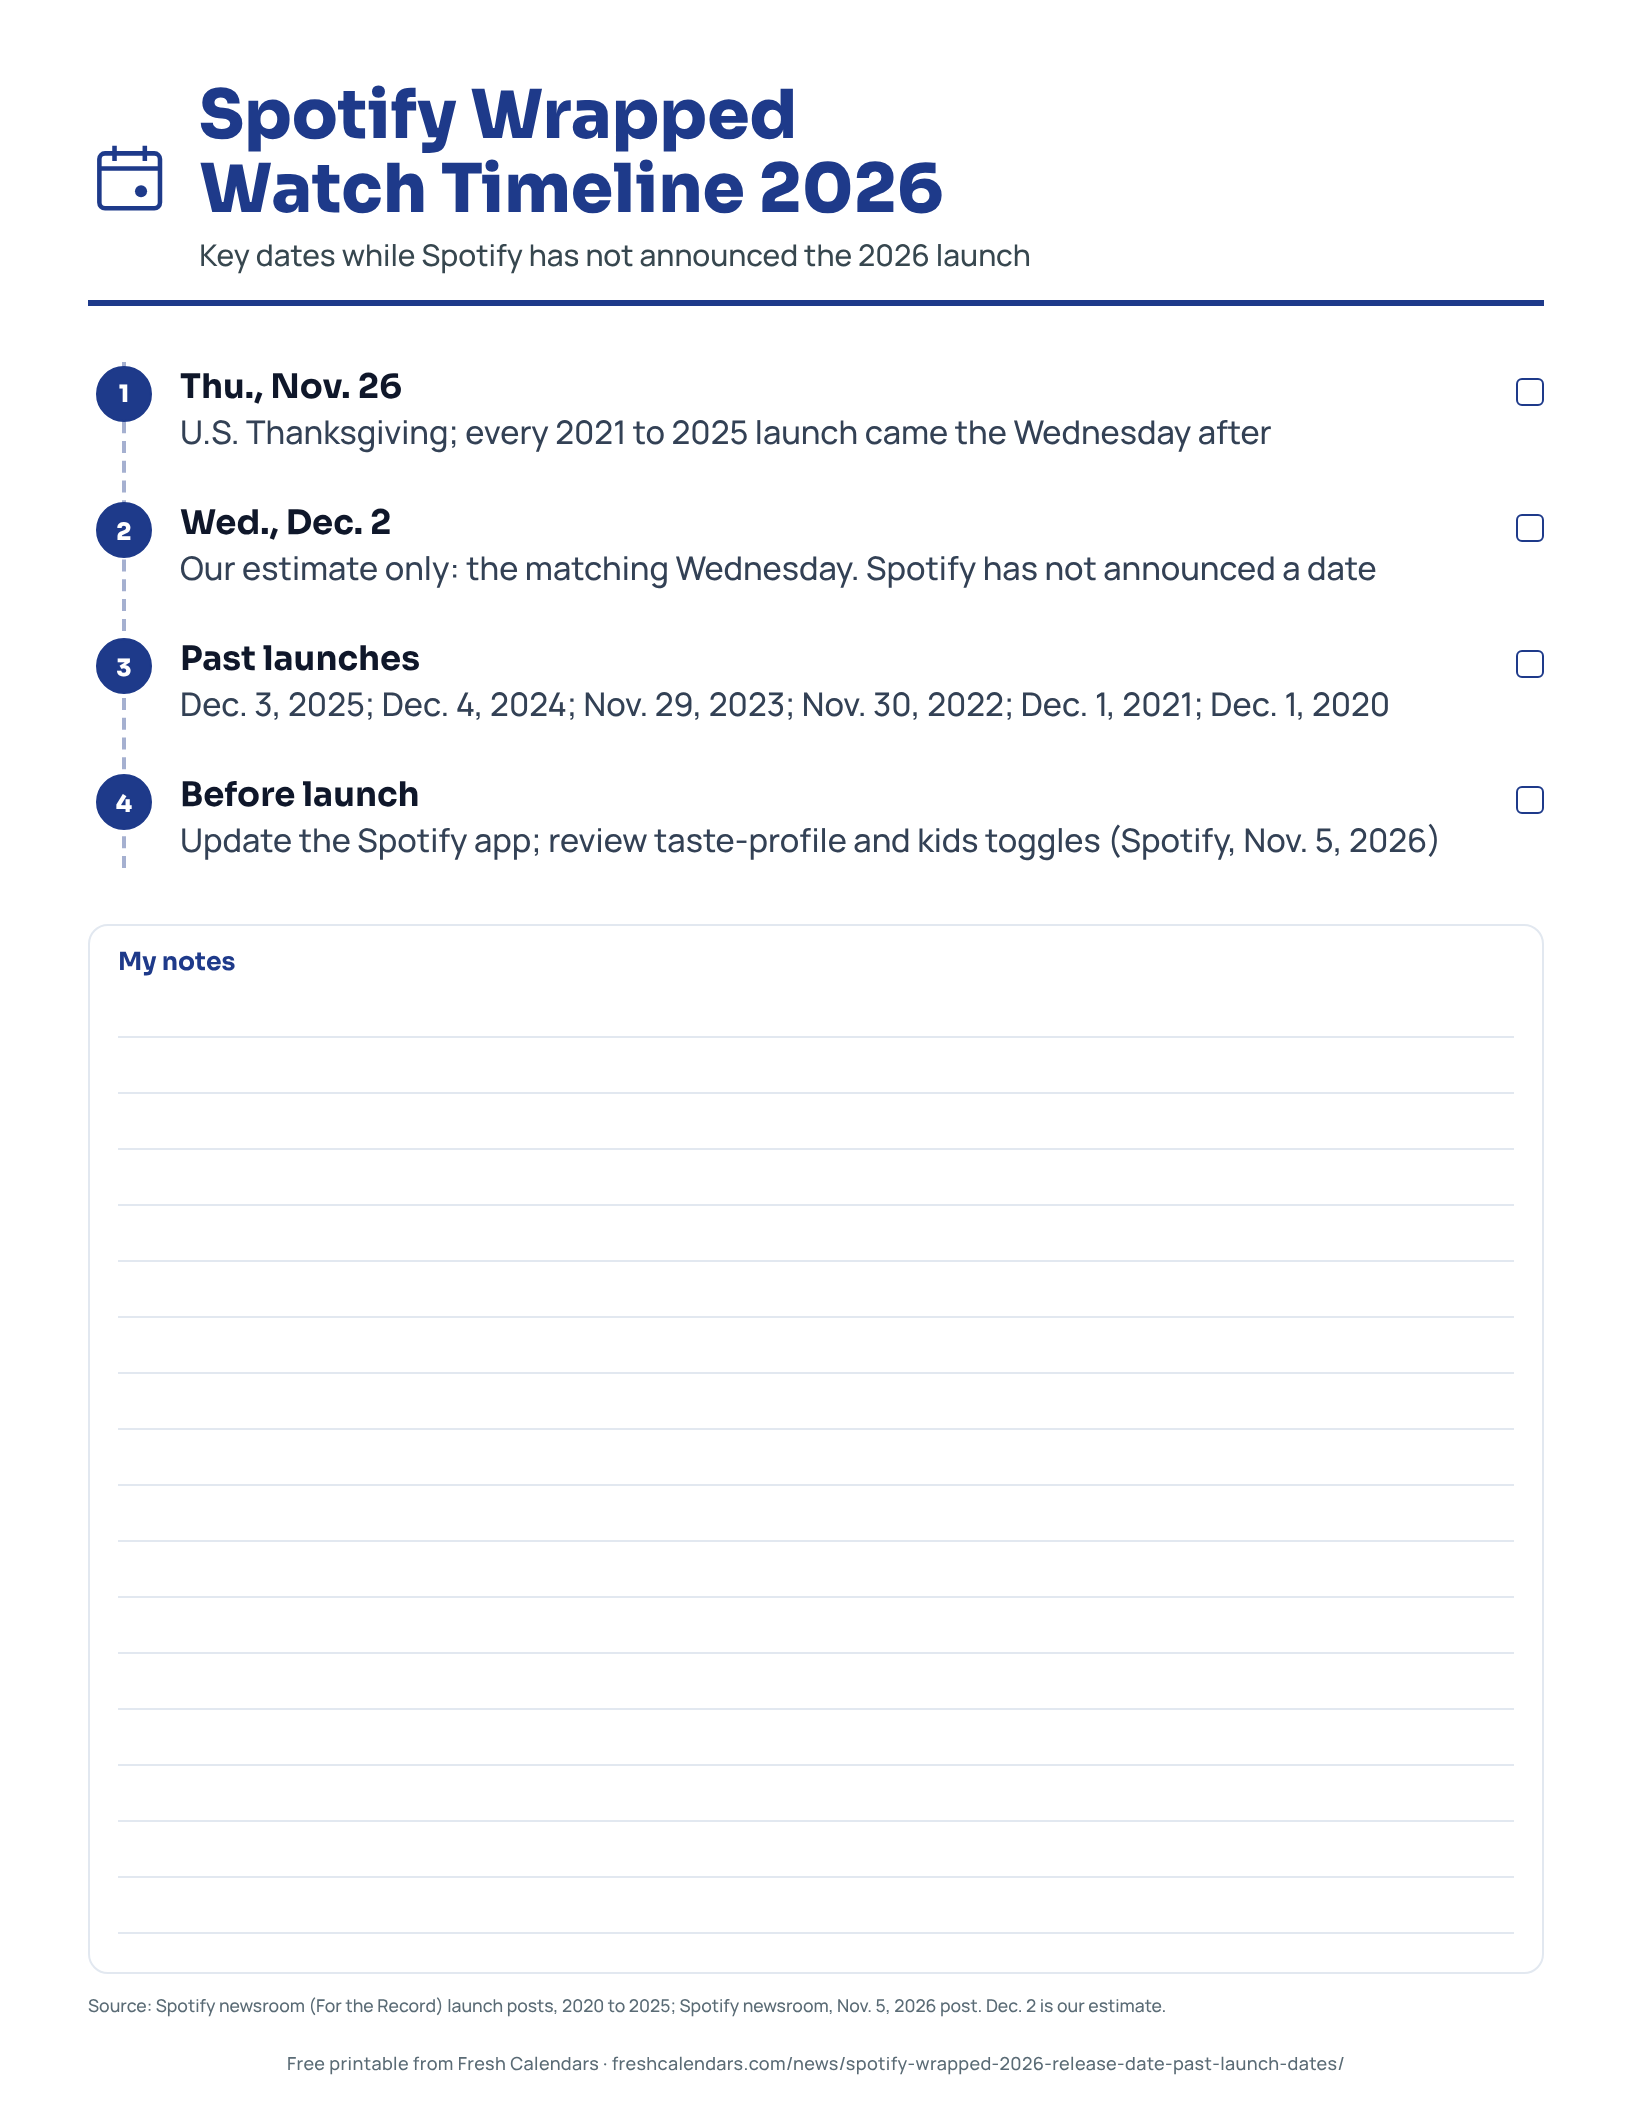 Spotify Wrapped
Watch Timeline 2026
Key dates while Spotify has not announced the 2026 launch
1
Thu., Nov. 26
U.S. Thanksgiving; every 2021 to 2025 launch came the Wednesday after
2
Wed., Dec. 2
Our estimate only: the matching Wednesday. Spotify has not announced a date
3
Past launches
Dec. 3, 2025; Dec. 4, 2024; Nov. 29, 2023; Nov. 30, 2022; Dec. 1, 2021; Dec. 1, 2020
4
Before launch
Update the Spotify app; review taste-profile and kids toggles (Spotify, Nov. 5, 2026)
My notes
Source: Spotify newsroom (For the Record) launch posts, 2020 to 2025; Spotify newsroom, Nov. 5, 2026 post. Dec. 2 is our estimate.
Free printable from Fresh Calendars · freshcalendars.com/news/spotify-wrapped-2026-release-date-past-launch-dates/